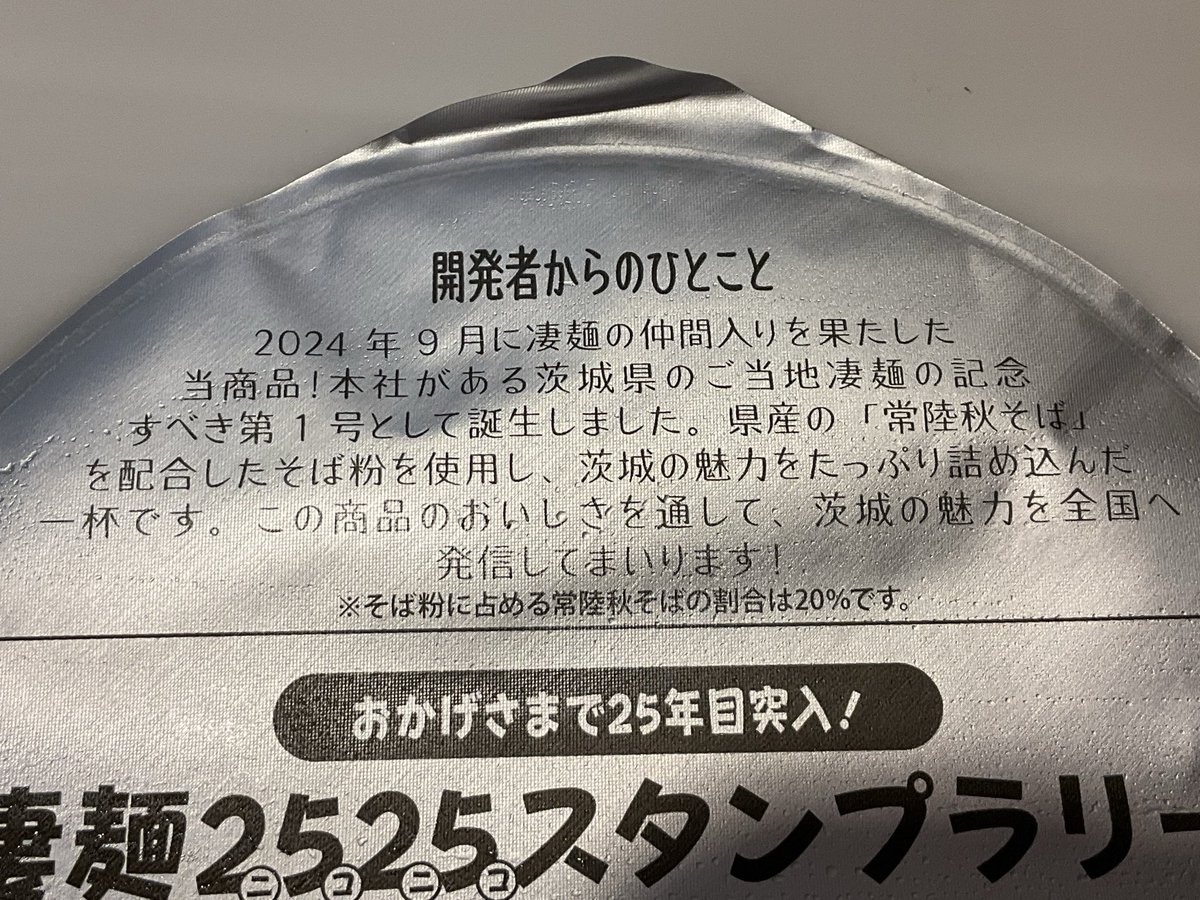 開発者からのひとこと
2024 年 9 月に凄麺の仲間入りを果たした
当商品！本社がある茨城県のご当地凄麺の記念
すべき第 1 号として誕生しました。県産の「常陸秋そば」
を配合したそば粉を使用し、茨城の魅力をたっぷり詰め込んだ
一杯です。この商品のおいしさを通して、茨城の魅力を全国へ
発信してまいります！
※そば粉に占める常陸秋そばの割合は20%です。
おかげさまで25年目突入！
凄麺2525スタンプラリー
ニコニコ